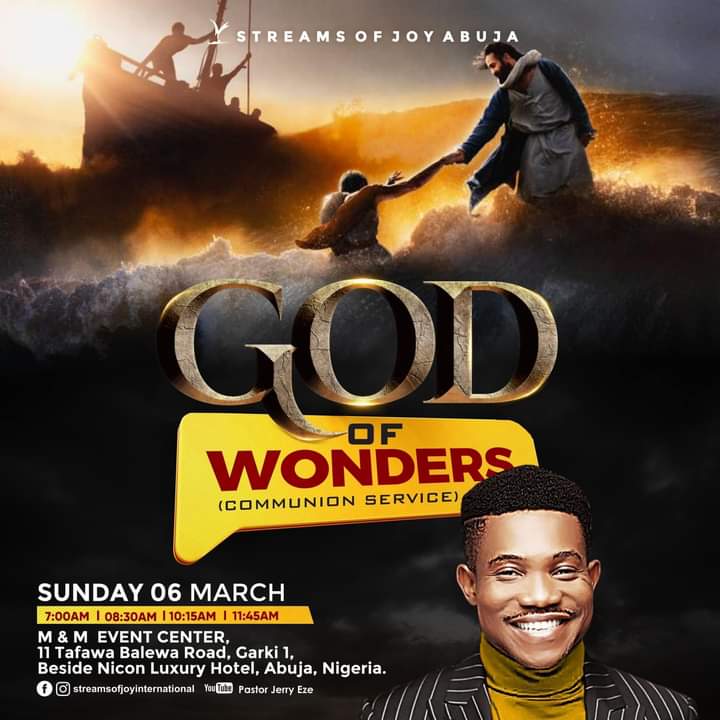 STREAMS OF JOY ABUJA
GOD
OF
WONDERS
(COMMUNION SERVICE)
SUNDAY 06 MARCH
7:00AM | 08:30AM | 10:15AM | 11:45AM
M & M EVENT CENTER,
11 Tafawa Balewa Road, Garki 1,
Beside Nicon Luxury Hotel, Abuja, Nigeria.
streamsofjoyinternational YouTube Pastor Jerry Eze